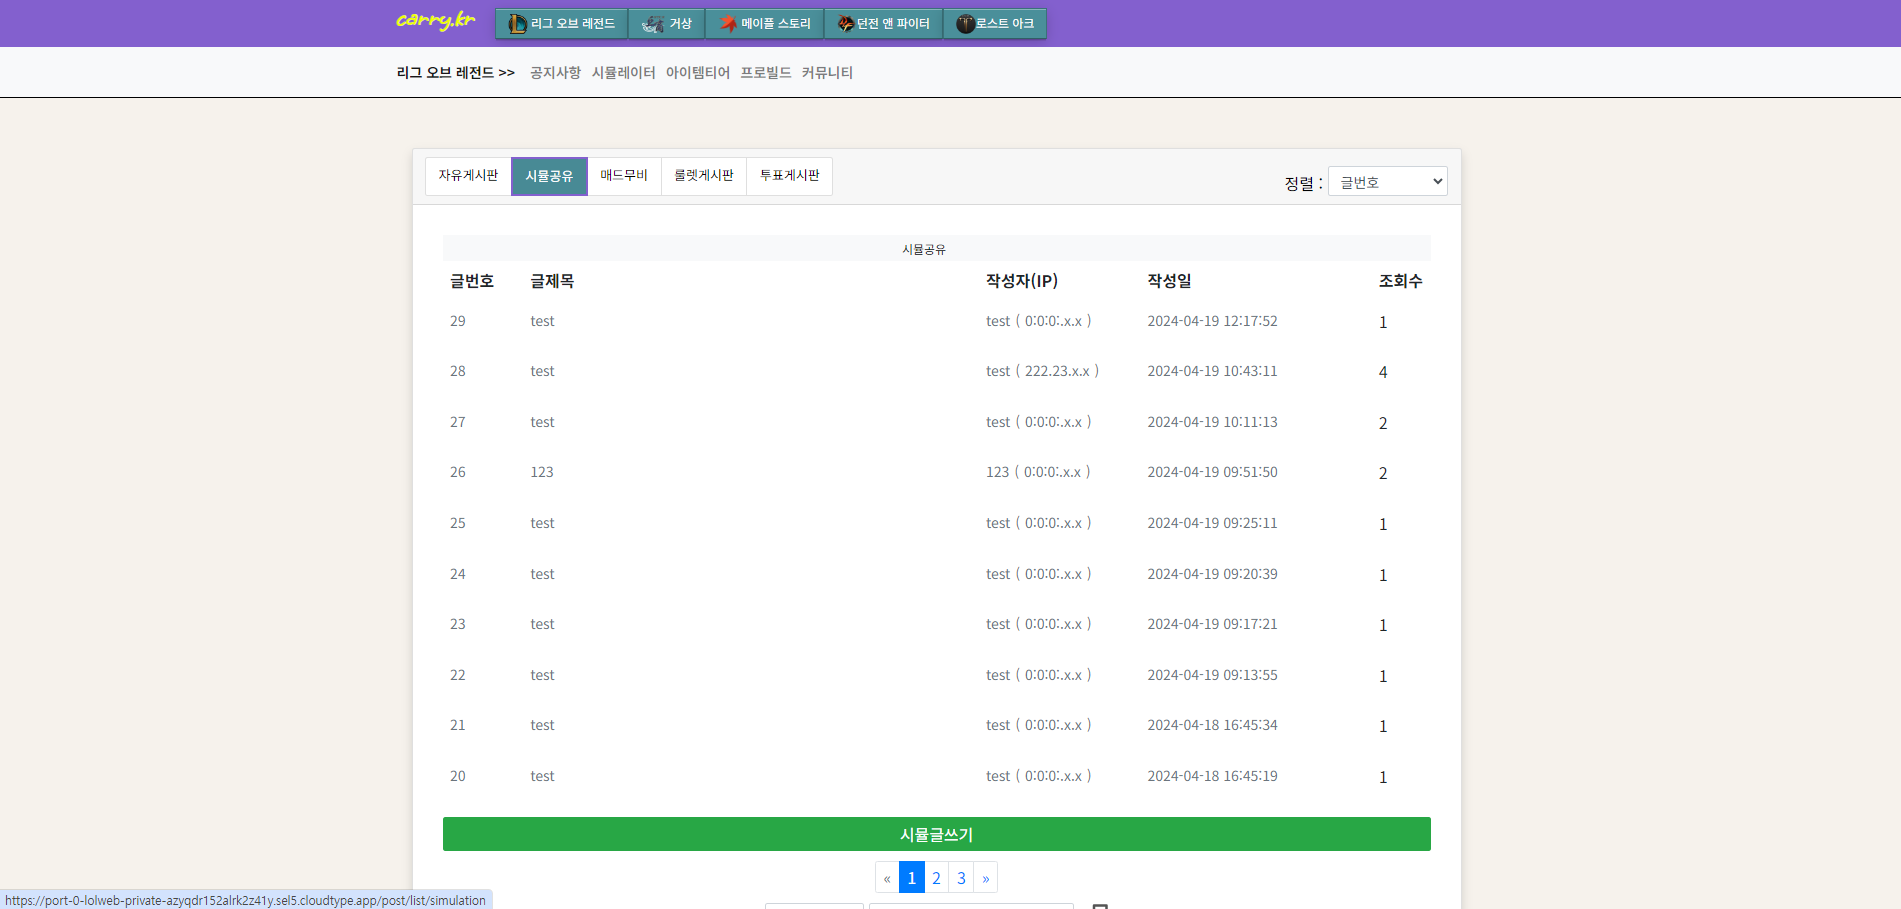 carry.kr
리그 오브 레전드 거상 메이플 스토리 던전 앤 파이터 로스트 아크
리그 오브 레전드 >> 공지사항 시뮬레이터 아이템티어 프로빌드 커뮤니티
자유게시판 시뮬공유 매드무비 룰렛게시판 투표게시판 정렬 : 글번호
시뮬공유
글번호 글제목 작성자(IP) 작성일 조회수
29 test test ( 0:0:0:.x.x ) 2024-04-19 12:17:52 1
28 test test ( 222.23.x.x ) 2024-04-19 10:43:11 4
27 test test ( 0:0:0:.x.x ) 2024-04-19 10:11:13 2
26 123 123 ( 0:0:0:.x.x ) 2024-04-19 09:51:50 2
25 test test ( 0:0:0:.x.x ) 2024-04-19 09:25:11 1
24 test test ( 0:0:0:.x.x ) 2024-04-19 09:20:39 1
23 test test ( 0:0:0:.x.x ) 2024-04-19 09:17:21 1
22 test test ( 0:0:0:.x.x ) 2024-04-19 09:13:55 1
21 test test ( 0:0:0:.x.x ) 2024-04-18 16:45:34 1
20 test test ( 0:0:0:.x.x ) 2024-04-18 16:45:19 1
시뮬글쓰기
« 1 2 3 »
https://port-0-lolweb-private-azyqdr152alrk2z41y.sel5.cloudtype.app/post/list/simulation